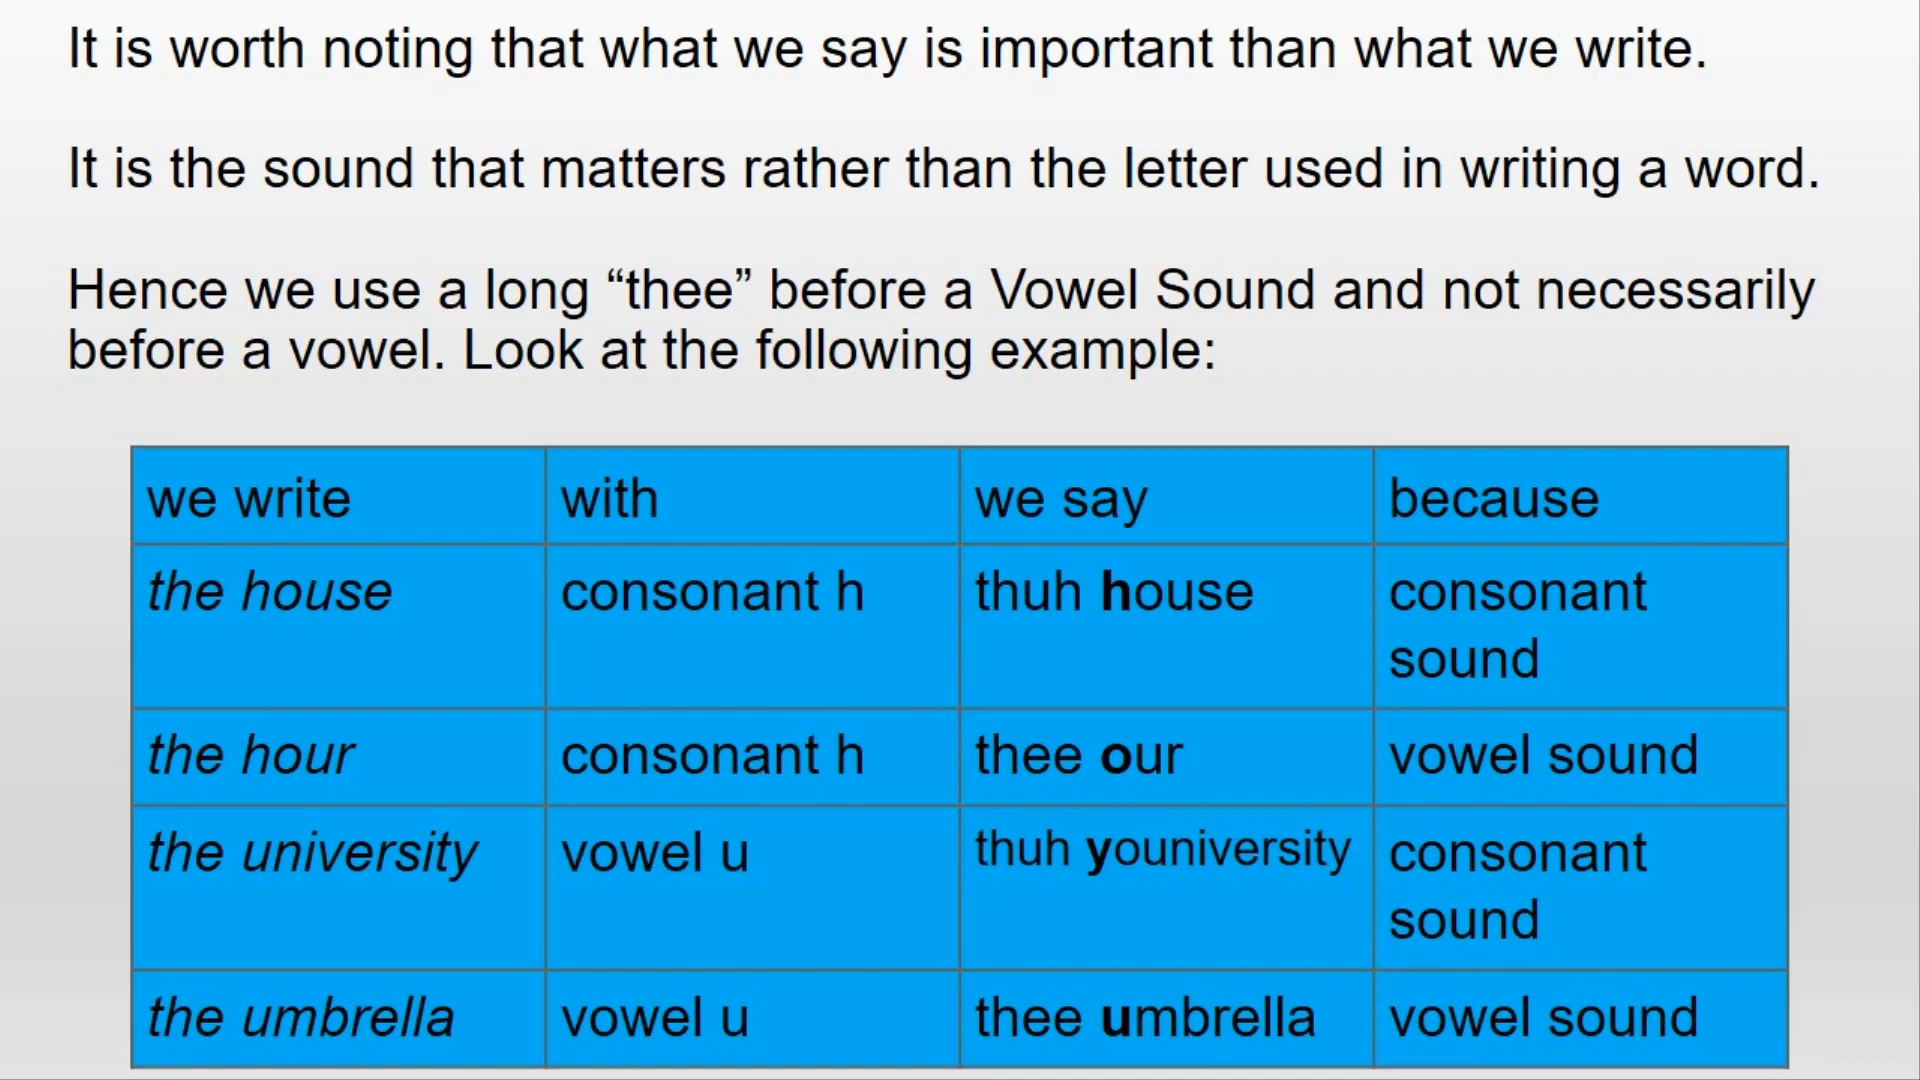 It is worth noting that what we say is important than what we write.
It is the sound that matters rather than the letter used in writing a word.
Hence we use a long “thee” before a Vowel Sound and not necessarily
before a vowel. Look at the following example:
we write with we say because
the house consonant h thuh house consonant
sound
the hour consonant h thee our vowel sound
the university vowel u thuh youniversity consonant
sound
the umbrella vowel u thee umbrella vowel sound